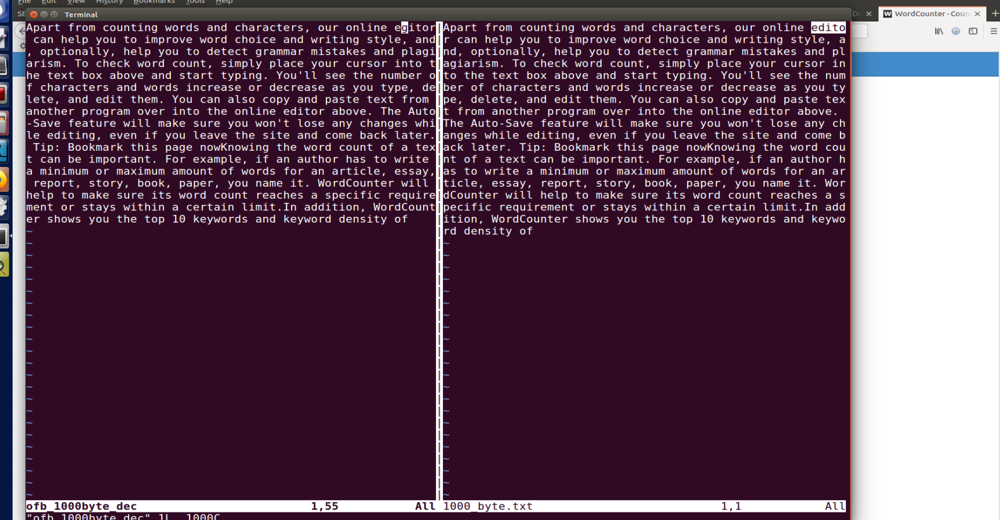 File Edit View History Bookmarks Tools Help
SE
Terminal
Dr
WordCounter - Coun
Apart from counting words and characters, our online egitor
 can help you to improve word choice and writing style, and
, optionally, help you to detect grammar mistakes and plagi
arism. To check word count, simply place your cursor into t
he text box above and start typing. You'll see the number o
f characters and words increase or decrease as you type, de
lete, and edit them. You can also copy and paste text from
another program over into the online editor above. The Auto
-Save feature will make sure you won't lose any changes whi
le editing, even if you leave the site and come back later.
 Tip: Bookmark this page nowKnowing the word count of a tex
t can be important. For example, if an author has to write
a minimum or maximum amount of words for an article, essay,
 report, story, book, paper, you name it. WordCounter will
help to make sure its word count reaches a specific require
ment or stays within a certain limit.In addition, WordCount
er shows you the top 10 keywords and keyword density of
ofb_1000byte_dec 1,55 All
"ofb_1000byte_dec" 1L, 1000C
Apart from counting words and characters, our online edito
r can help you to improve word choice and writing style, a
nd, optionally, help you to detect grammar mistakes and pl
agiarism. To check word count, simply place your cursor in
to the text box above and start typing. You'll see the num
ber of characters and words increase or decrease as you ty
pe, delete, and edit them. You can also copy and paste tex
t from another program over into the online editor above.
The Auto-Save feature will make sure you won't lose any ch
anges while editing, even if you leave the site and come b
ack later. Tip: Bookmark this page nowKnowing the word cou
nt of a text can be important. For example, if an author h
as to write a minimum or maximum amount of words for an ar
ticle, essay, report, story, book, paper, you name it. Wor
dCounter will help to make sure its word count reaches a s
pecific requirement or stays within a certain limit.In add
ition, WordCounter shows you the top 10 keywords and keywo
rd density of
1000_byte.txt 1,1 All